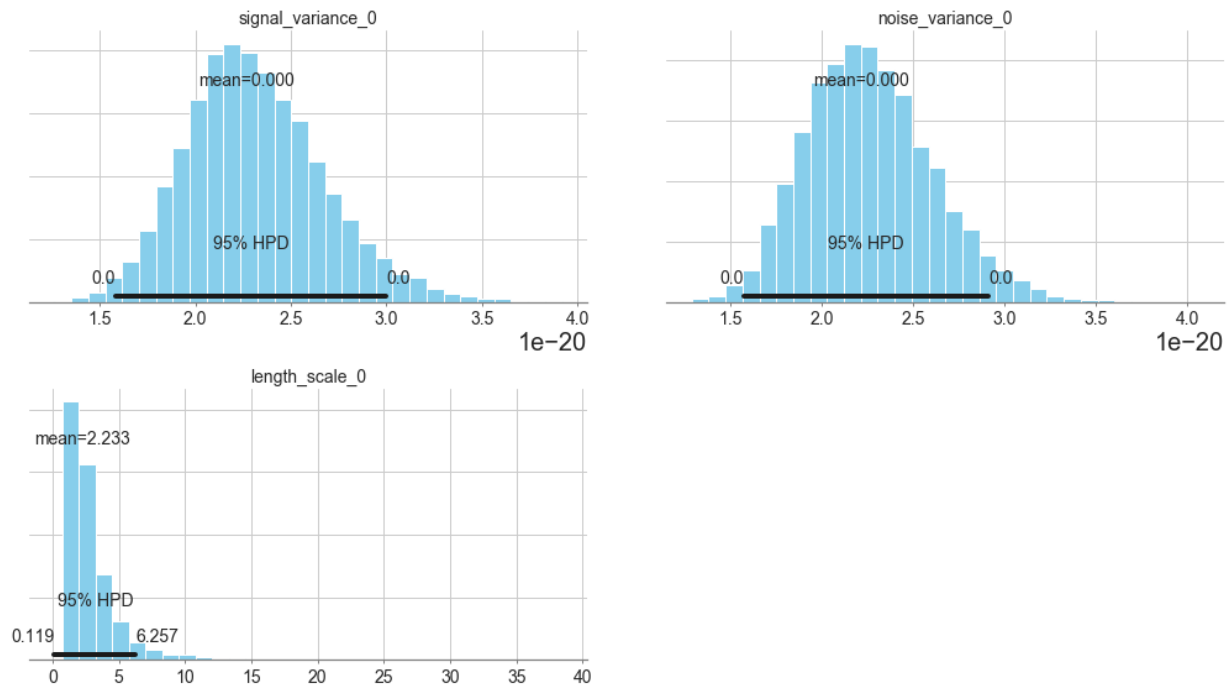 signal_variance_0
mean=0.000
95% HPD
0.0 0.0
1.5 2.0 2.5 3.0 3.5 4.0
1e−20
noise_variance_0
mean=0.000
95% HPD
0.0 0.0
1.5 2.0 2.5 3.0 3.5 4.0
1e−20
length_scale_0
mean=2.233
95% HPD
0.119 6.257
0 5 10 15 20 25 30 35 40